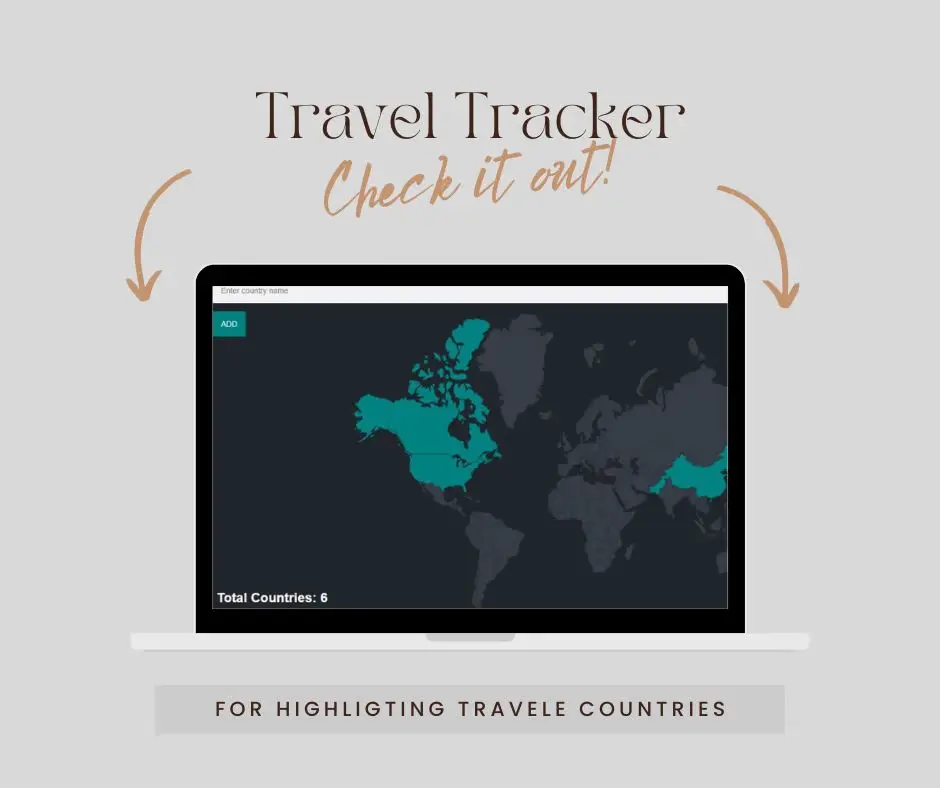 Travel Tracker
Check it out!
Enter country name
ADD
Total Countries: 6
FOR HIGHLIGTING TRAVELE COUNTRIES